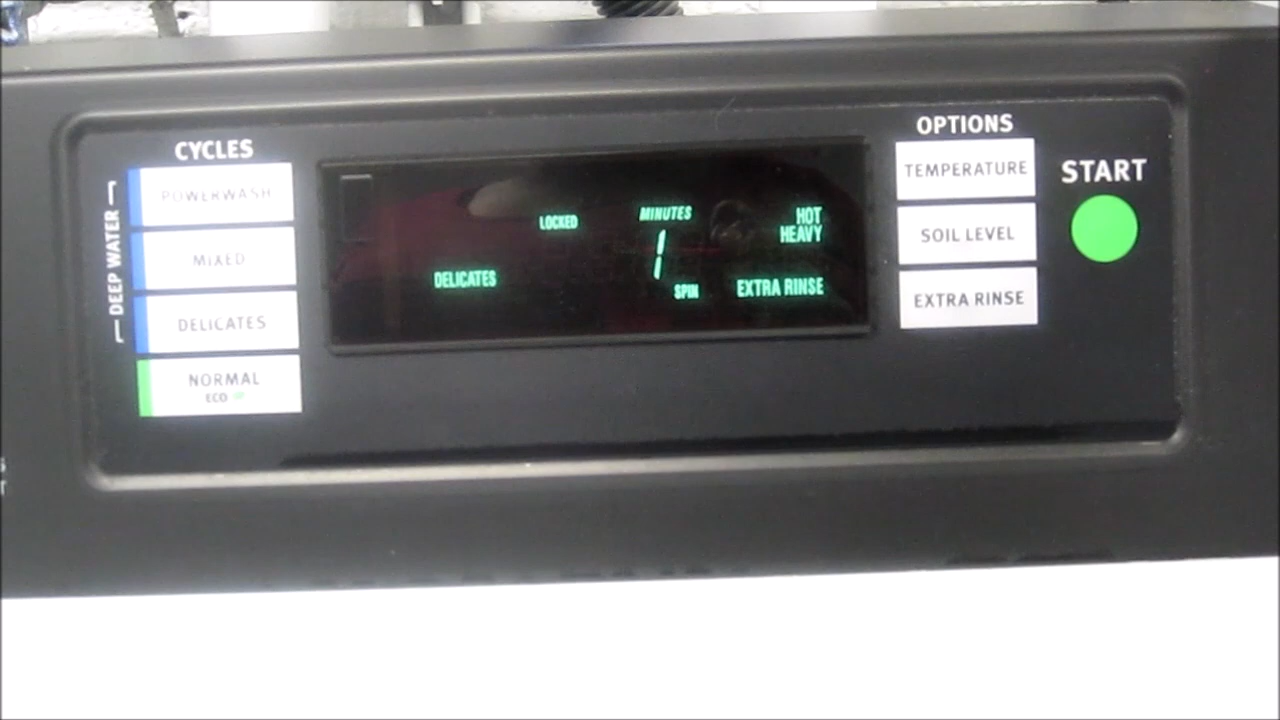 CYCLES
POWERWASH
MIXED
DELICATES
NORMAL
ECO
DEEP WATER
LOCKED
MINUTES
1
SPIN
DELICATES
HOT
HEAVY
EXTRA RINSE
OPTIONS
TEMPERATURE
SOIL LEVEL
EXTRA RINSE
START